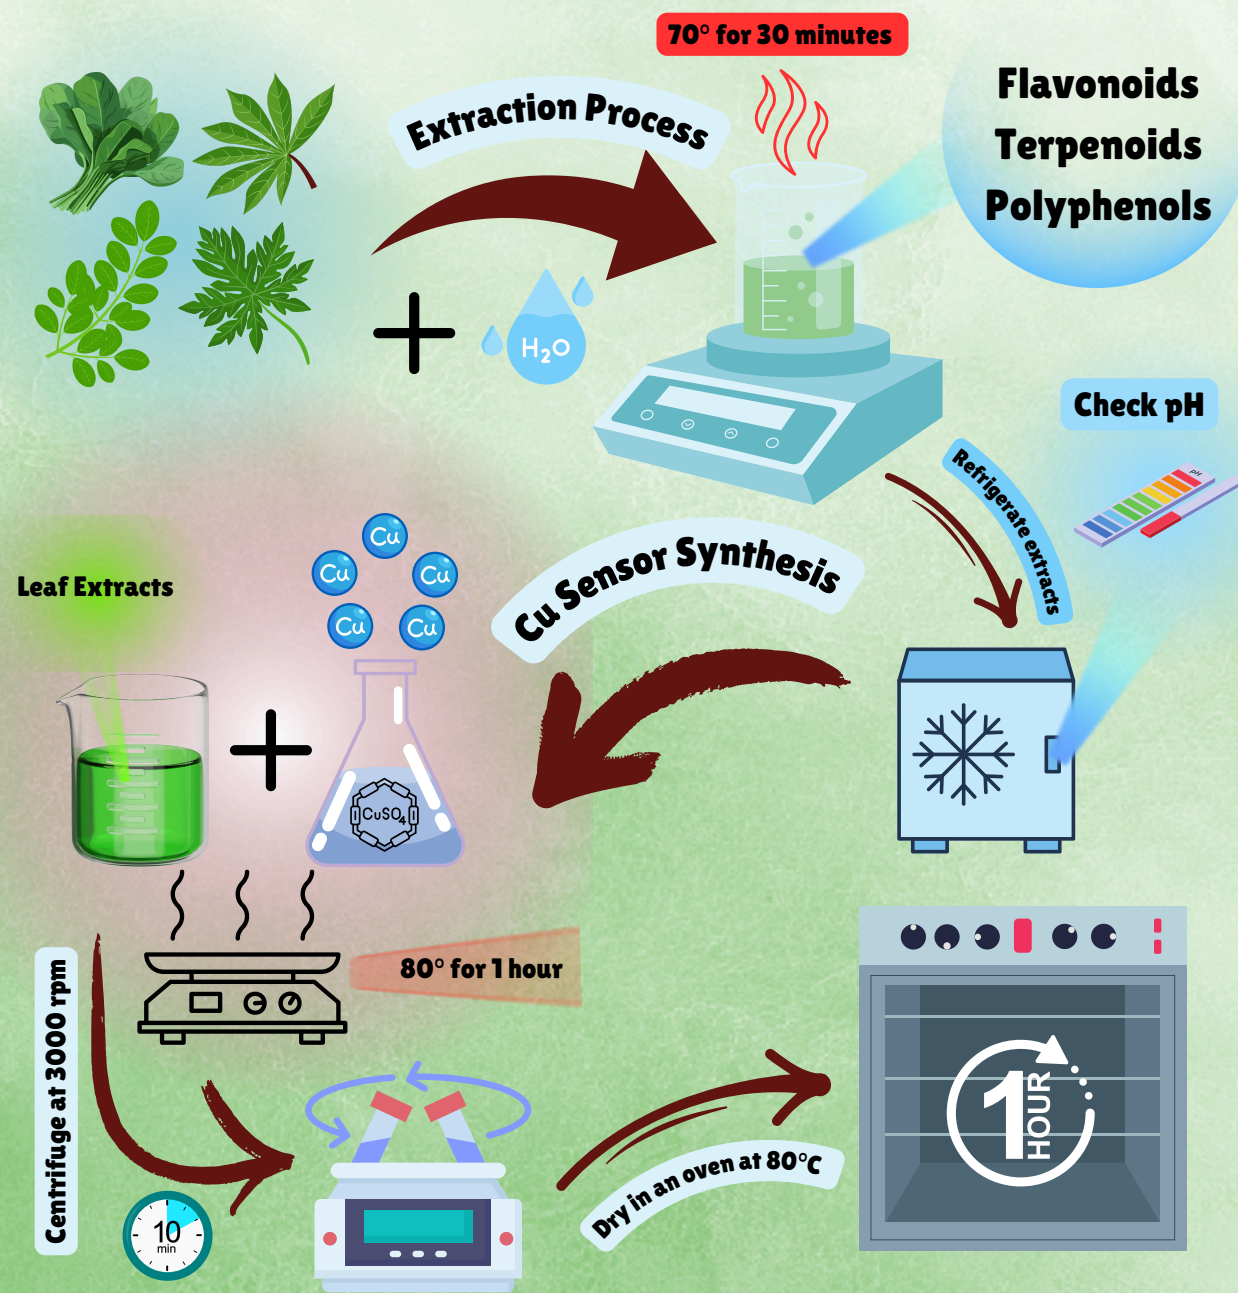 70° for 30 minutes
Extraction Process
Flavonoids
Terpenoids
Polyphenols
H₂O
Check pH
pH
Refrigerate extracts
Cu Sensor Synthesis
Leaf Extracts
Cu
Cu
Cu
Cu
Cu
CuSO₄
80° for 1 hour
Centrifuge at 3000 rpm
10
min
Dry in an oven at 80°C
1 HOUR